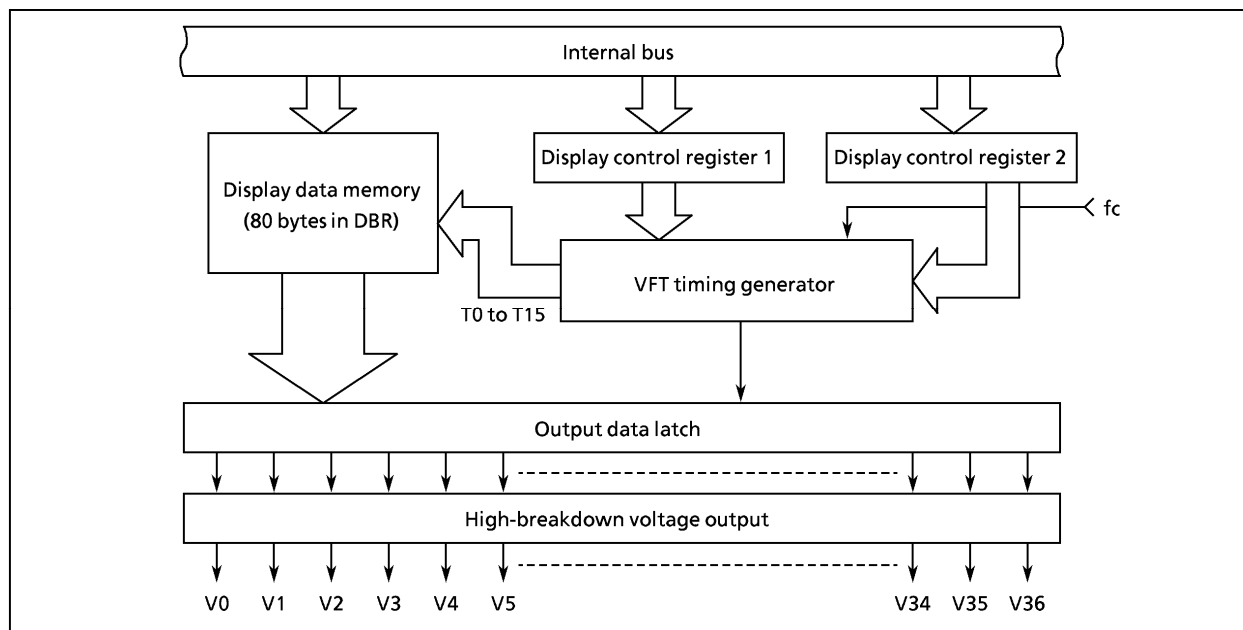 Internal bus
Display control register 1
Display control register 2
Display data memory
(80 bytes in DBR)
fc
VFT timing generator
T0 to T15
Output data latch
High-breakdown voltage output
V0 V1 V2 V3 V4 V5 V34 V35 V36